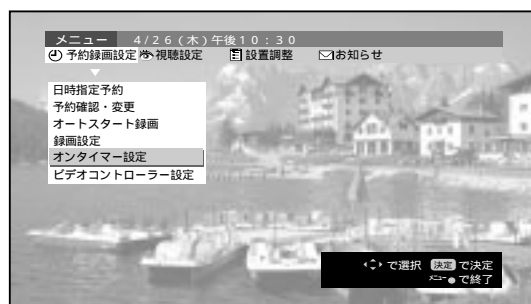 メニュー 4/26(木)午後10:30
予約録画設定 視聴設定 設置調整 お知らせ
日時指定予約
予約確認・変更
オートスタート録画
録画設定
オンタイマー設定
ビデオコントローラー設定
で選択 決定 で決定
メニー で終了